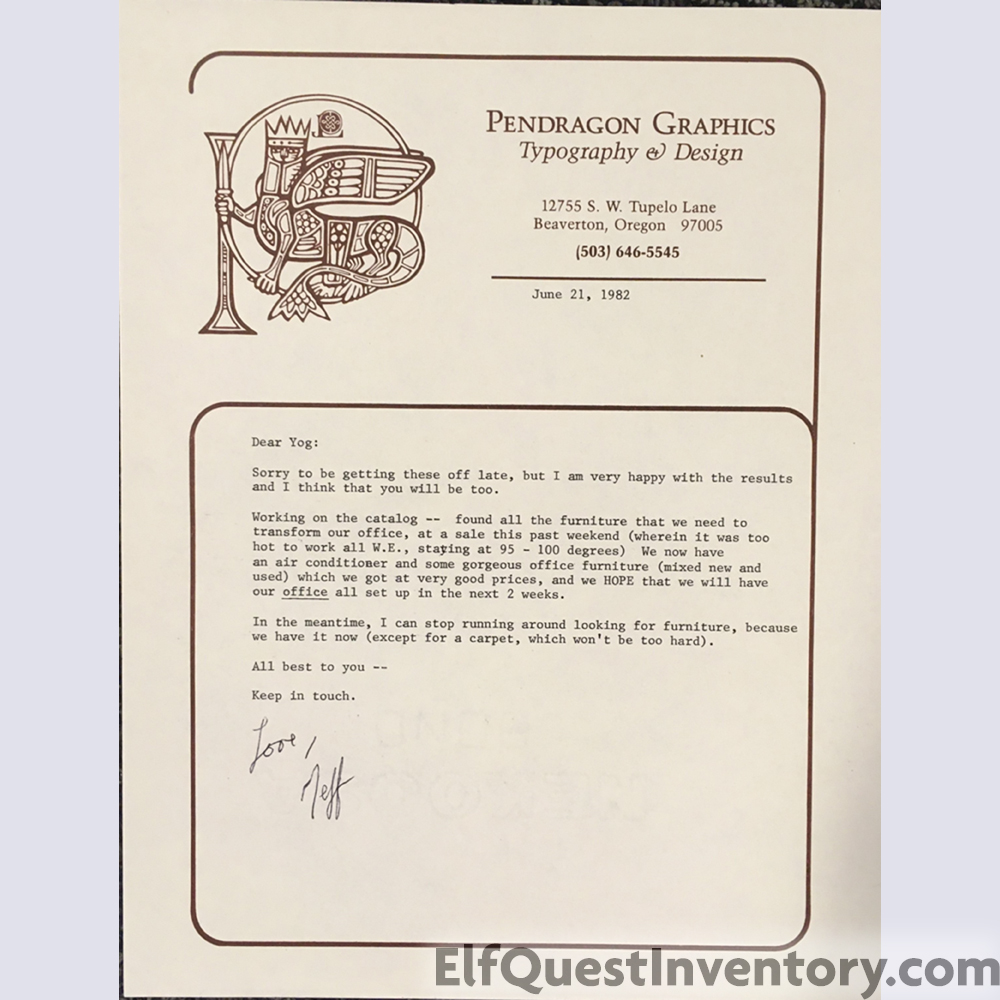 PENDRAGON GRAPHICS
Typography & Design
12755 S. W. Tupelo Lane
Beaverton, Oregon 97005
(503) 646-5545
June 21, 1982
Dear Yog:
Sorry to be getting these off late, but I am very happy with the results
and I think that you will be too.
Working on the catalog -- found all the furniture that we need to
transform our office, at a sale this past weekend (wherein it was too
hot to work all W.E., staying at 95 - 100 degrees) We now have
an air conditioner and some gorgeous office furniture (mixed new and
used) which we got at very good prices, and we HOPE that we will have
our office all set up in the next 2 weeks.
In the meantime, I can stop running around looking for furniture, because
we have it now (except for a carpet, which won't be too hard).
All best to you --
Keep in touch.
Love,
ElfQuestInventory.com